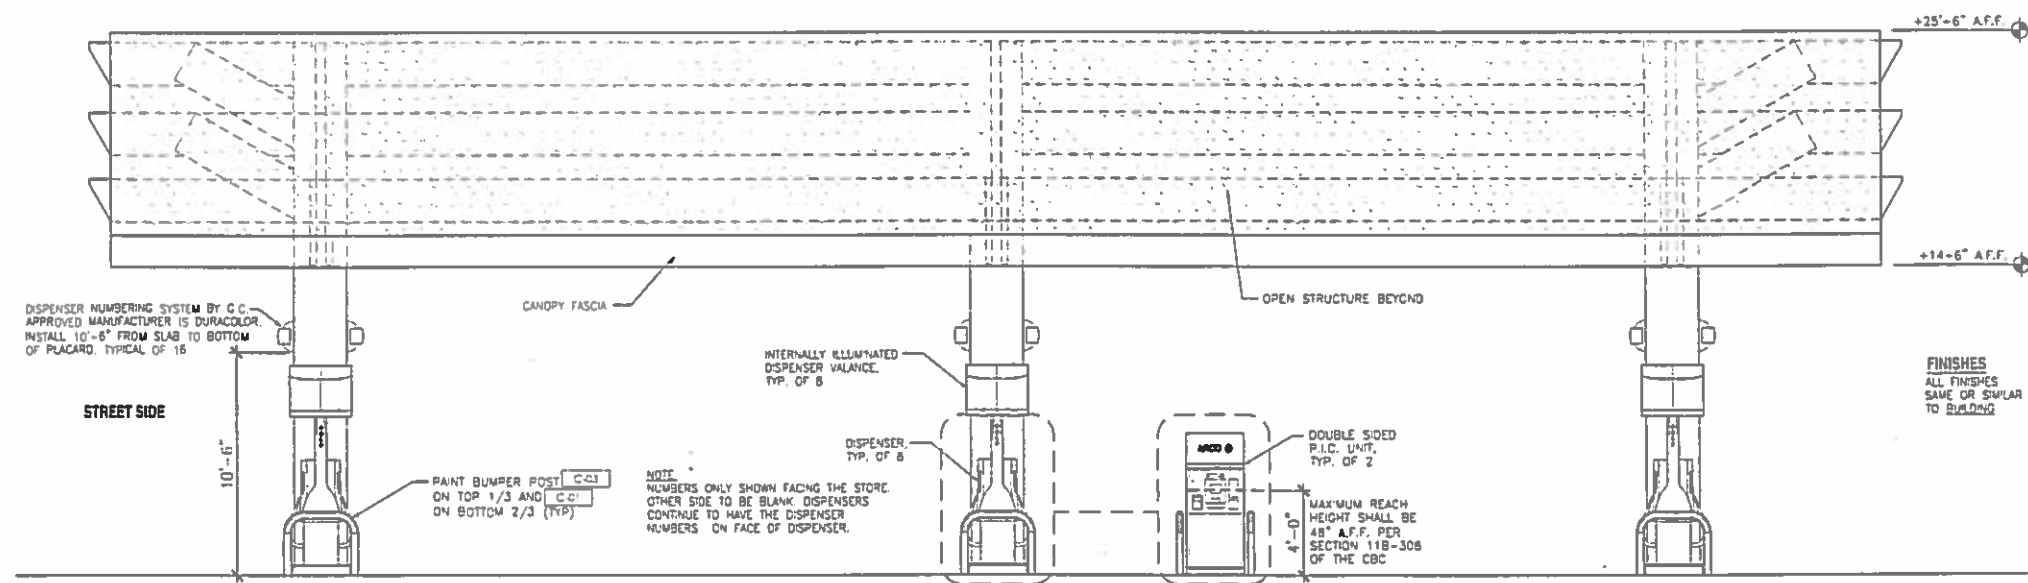 +25'-6" A.F.F.
+14-6" A.F.F.
DISPENSER NUMBERING SYSTEM BY G.C.
APPROVED MANUFACTURER IS DURACOLOR.
INSTALL 10'-6" FROM SLAB TO BOTTOM
OF PLACARD. TYPICAL OF 16
CANOPY FASCIA
OPEN STRUCTURE BEYOND
INTERNALLY ILLUMINATED
DISPENSER VALANCE,
TYP. OF 8
FINISHES
ALL FINISHES
SAME OR SIMILAR
TO BUILDING
STREET SIDE
10'-6"
DISPENSER,
TYP. OF 8
ARCO
DOUBLE SIDED
P.I.C. UNIT,
TYP. OF 2
PAINT BUMPER POST C-03
ON TOP 1/3 AND C-01
ON BOTTOM 2/3 (TYP)
NOTE
NUMBERS ONLY SHOWN FACING THE STORE.
OTHER SIDE TO BE BLANK. DISPENSERS
CONTINUE TO HAVE THE DISPENSER
NUMBERS ON FACE OF DISPENSER.
4'-0"
MAXIMUM REACH
HEIGHT SHALL BE
48" A.F.F. PER
SECTION 11B-308
OF THE CBC